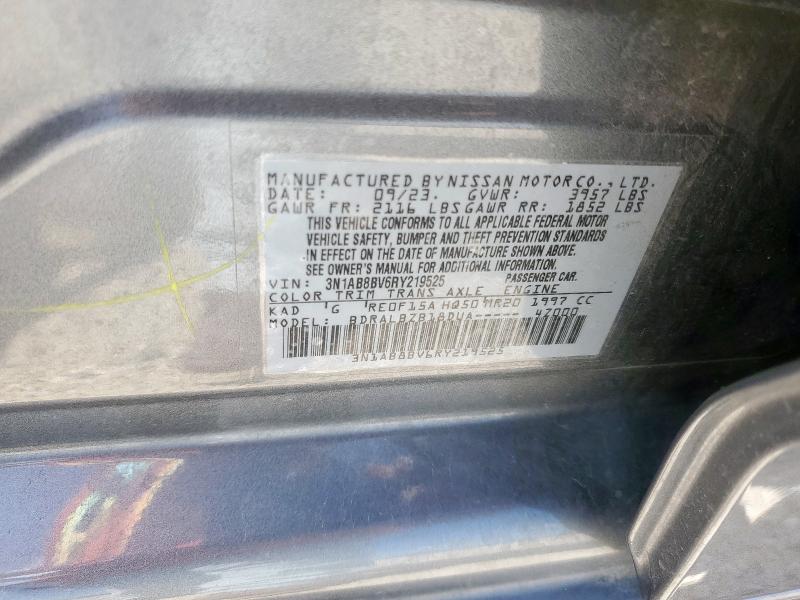 MANUFACTURED BY NISSAN MOTOR CO., LTD.
DATE: 09/23. GVWR: 3957 LBS
GAWR FR: 2116 LBS GAWR RR: 1852 LBS
THIS VEHICLE CONFORMS TO ALL APPLICABLE FEDERAL MOTOR
VEHICLE SAFETY, BUMPER AND THEFT PREVENTION STANDARDS
IN EFFECT ON THE DATE OF MANUFACTURE SHOWN ABOVE.
SEE OWNER'S MANUAL FOR ADDITIONAL INFORMATION.
VIN: 3N1AB8BV6RY219525 PASSENGER CAR.
COLOR TRIM TRANS AXLE ENGINE
KAD 'G RE0F15A HQ50 MR20 1997 CC
MODEL: BDRALBZB18DUA----- 47000
3N1AB8BV6RY219525